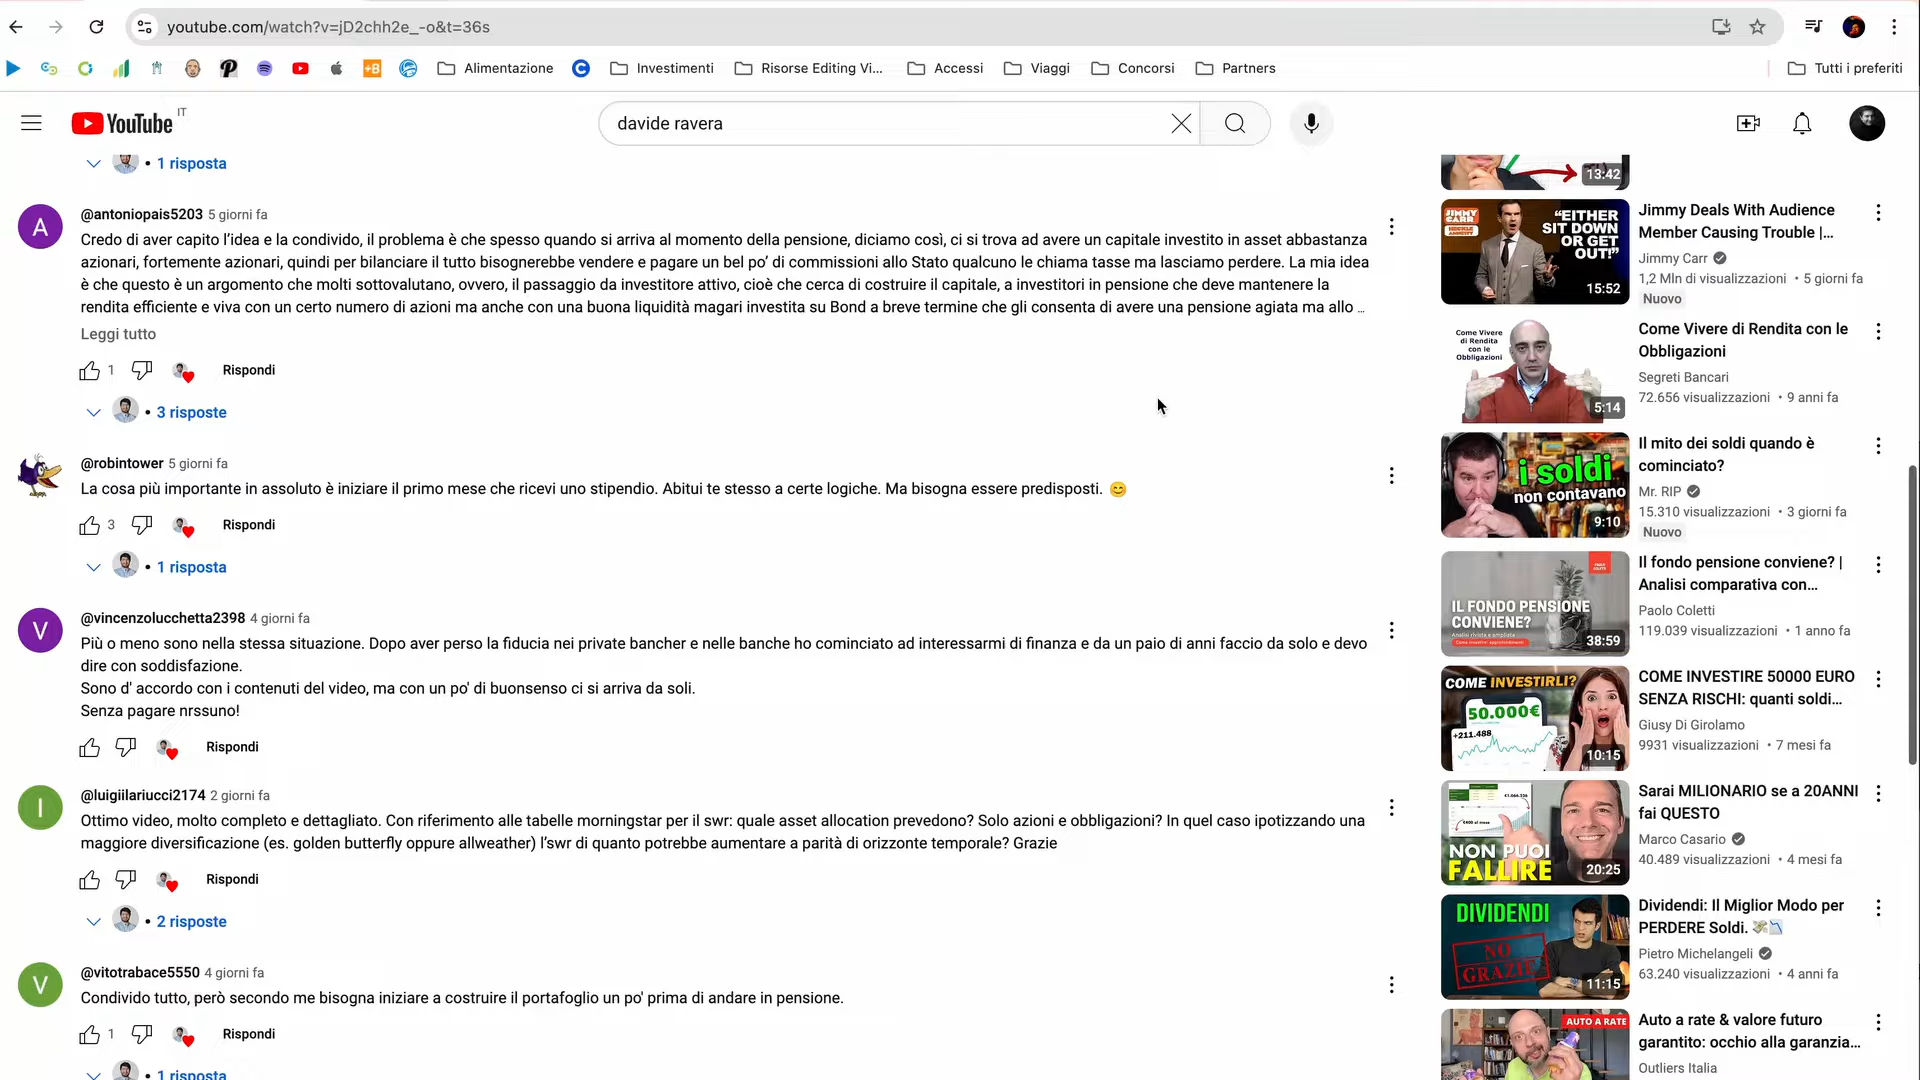 youtube.com/watch?v=jD2chh2e_-o&t=36s
Alimentazione
Investimenti
Risorse Editing Vi...
Accessi
Viaggi
Concorsi
Partners
Tutti i preferiti
YouTube IT
davide ravera
• 1 risposta
@antoniopais5203 5 giorni fa
Credo di aver capito l'idea e la condivido, il problema è che spesso quando si arriva al momento della pensione, diciamo così, ci si trova ad avere un capitale investito in asset abbastanza
azionari, fortemente azionari, quindi per bilanciare il tutto bisognerebbe vendere e pagare un bel po' di commissioni allo Stato qualcuno le chiama tasse ma lasciamo perdere. La mia idea
è che questo è un argomento che molti sottovalutano, ovvero, il passaggio da investitore attivo, cioè che cerca di costruire il capitale, a investitori in pensione che deve mantenere la
rendita efficiente e viva con un certo numero di azioni ma anche con una buona liquidità magari investita su Bond a breve termine che gli consenta di avere una pensione agiata ma allo ...
Leggi tutto
1 Rispondi
• 3 risposte
@robintower 5 giorni fa
La cosa più importante in assoluto è iniziare il primo mese che ricevi uno stipendio. Abitui te stesso a certe logiche. Ma bisogna essere predisposti. 😊
3 Rispondi
• 1 risposta
@vincenzolucchetta2398 4 giorni fa
Più o meno sono nella stessa situazione. Dopo aver perso la fiducia nei private bancher e nelle banche ho cominciato ad interessarmi di finanza e da un paio di anni faccio da solo e devo
dire con soddisfazione.
Sono d' accordo con i contenuti del video, ma con un po' di buonsenso ci si arriva da soli.
Senza pagare nrssuno!
Rispondi
@luigiilariucci2174 2 giorni fa
Ottimo video, molto completo e dettagliato. Con riferimento alle tabelle morningstar per il swr: quale asset allocation prevedono? Solo azioni e obbligazioni? In quel caso ipotizzando una
maggiore diversificazione (es. golden butterfly oppure allweather) l'swr di quanto potrebbe aumentare a parità di orizzonte temporale? Grazie
Rispondi
• 2 risposte
@vitotrabace5550 4 giorni fa
Condivido tutto, però secondo me bisogna iniziare a costruire il portafoglio un po' prima di andare in pensione.
1 Rispondi
• 1 risposta
A
V
I
V
13:42
JIMMY
CARR
"EITHER
SIT DOWN
OR GET
OUT!"
15:52
Jimmy Deals With Audience
Member Causing Trouble |...
Jimmy Carr
1,2 Mln di visualizzazioni • 5 giorni fa
Nuovo
Come Vivere
di Rendita
con le
Obbligazioni
5:14
Come Vivere di Rendita con le
Obbligazioni
Segreti Bancari
72.656 visualizzazioni • 9 anni fa
i soldi
non contavano
9:10
Il mito dei soldi quando è
cominciato?
Mr. RIP
15.310 visualizzazioni • 3 giorni fa
Nuovo
IL FONDO PENSIONE
CONVIENE?
Analisi rivista e ampliata
38:59
Il fondo pensione conviene? |
Analisi comparativa con...
Paolo Coletti
119.039 visualizzazioni • 1 anno fa
COME INVESTIRLI?
50.000€
+211.488
10:15
COME INVESTIRE 50000 EURO
SENZA RISCHI: quanti soldi...
Giusy Di Girolamo
9931 visualizzazioni • 7 mesi fa
NON PUOI
FALLIRE
20:25
Sarai MILIONARIO se a 20ANNI
fai QUESTO
Marco Casario
40.489 visualizzazioni • 4 mesi fa
DIVIDENDI
NO
GRAZIE
11:15
Dividendi: Il Miglior Modo per
PERDERE Soldi. 💸📉
Pietro Michelangeli
63.240 visualizzazioni • 4 anni fa
AUTO A RATE
Auto a rate & valore futuro
garantito: occhio alla garanzia...
Outliers Italia